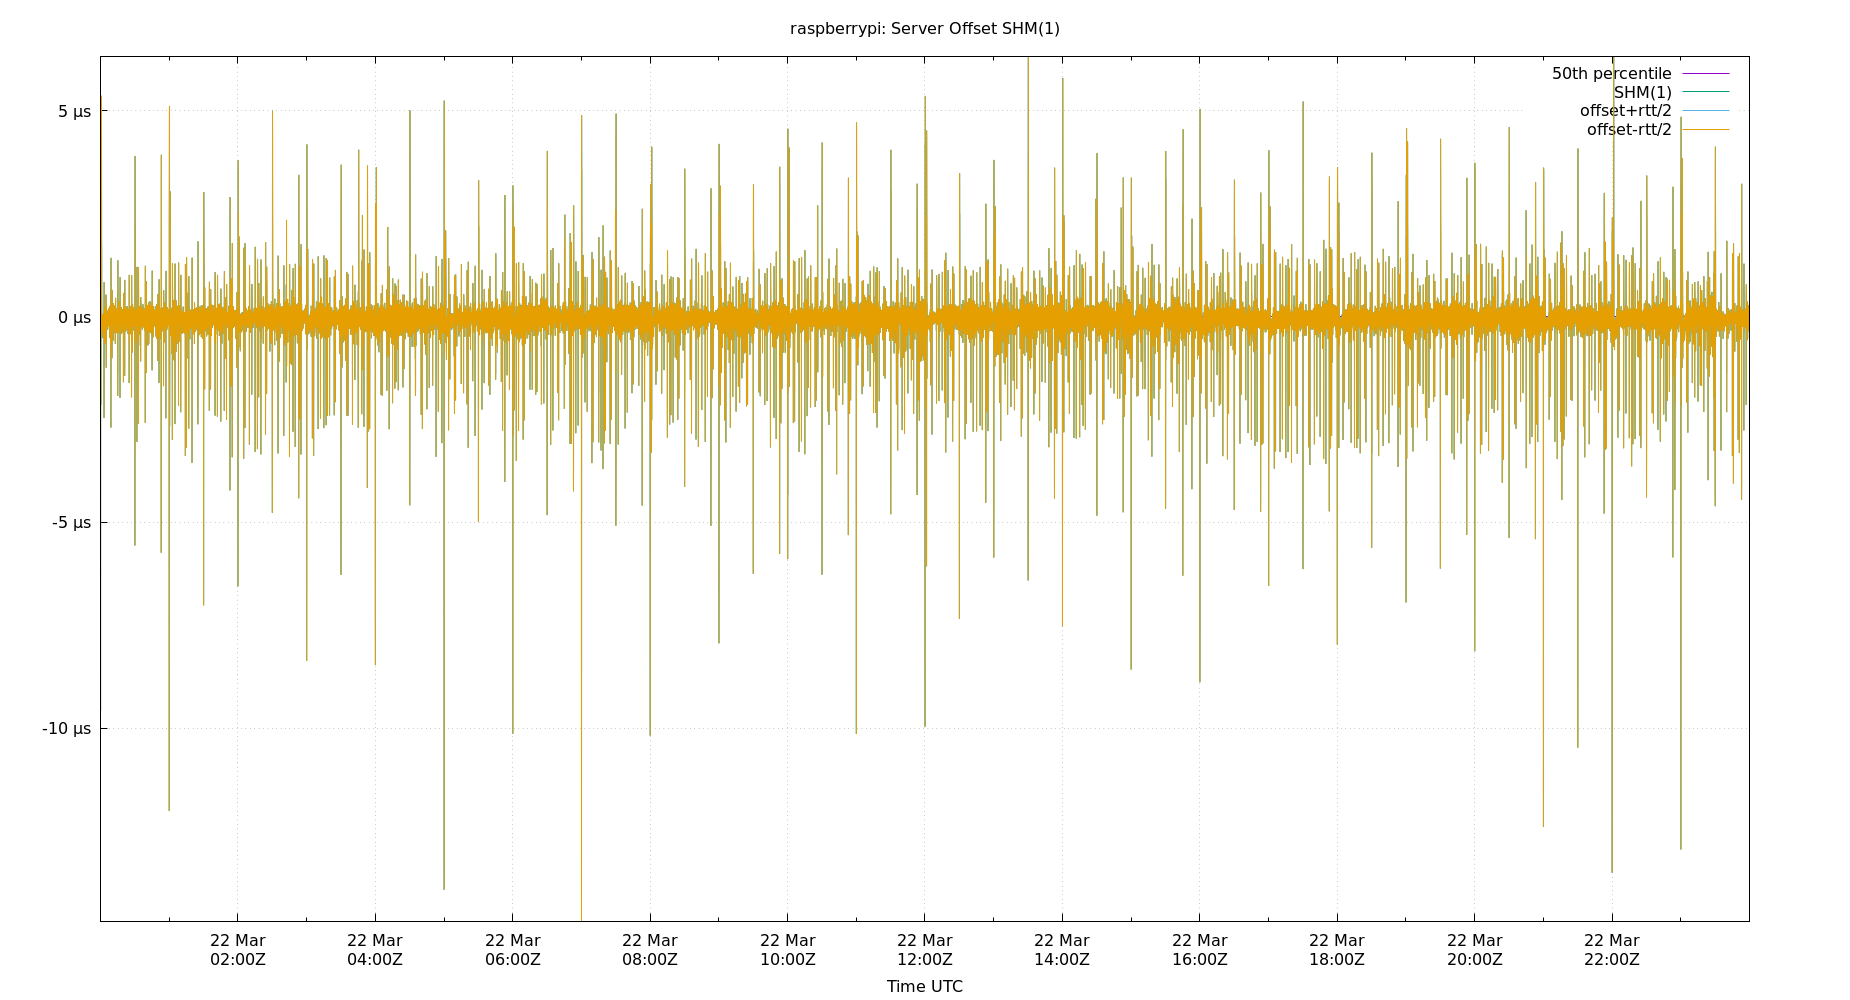 raspberrypi: Server Offset SHM(1)
50th percentile
SHM(1)
offset+rtt/2
offset-rtt/2
5 µs
0 µs
-5 µs
-10 µs
22 Mar 22 Mar 22 Mar 22 Mar 22 Mar 22 Mar 22 Mar 22 Mar 22 Mar 22 Mar 22 Mar
02:00Z 04:00Z 06:00Z 08:00Z 10:00Z 12:00Z 14:00Z 16:00Z 18:00Z 20:00Z 22:00Z
Time UTC